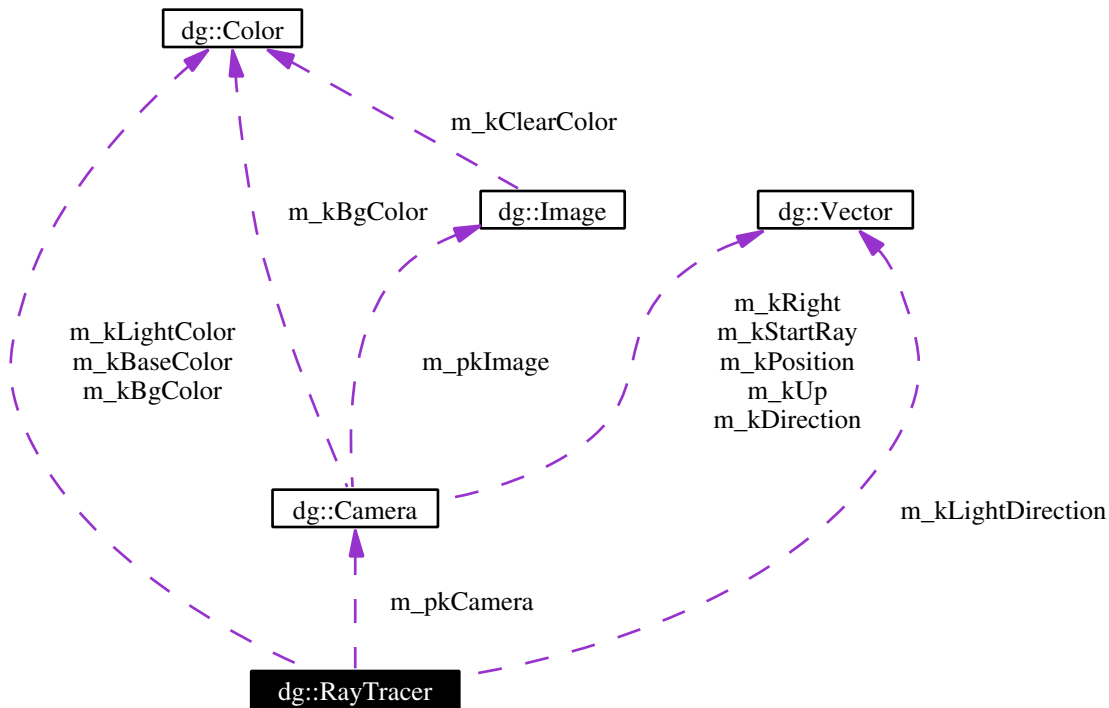 dg::Color
m_kClearColor
m_kBgColor
dg::Image
dg::Vector
m_kLightColor
m_kBaseColor
m_kBgColor
m_pkImage
m_kRight
m_kStartRay
m_kPosition
m_kUp
m_kDirection
dg::Camera
m_kLightDirection
m_pkCamera
dg::RayTracer